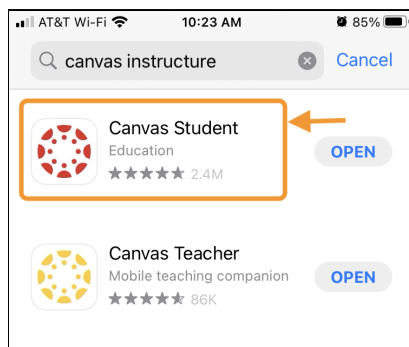 AT&T Wi-Fi 10:23 AM 85%
canvas instructure Cancel
Canvas Student
Education
OPEN
2.4M
Canvas Teacher
Mobile teaching companion
OPEN
86K